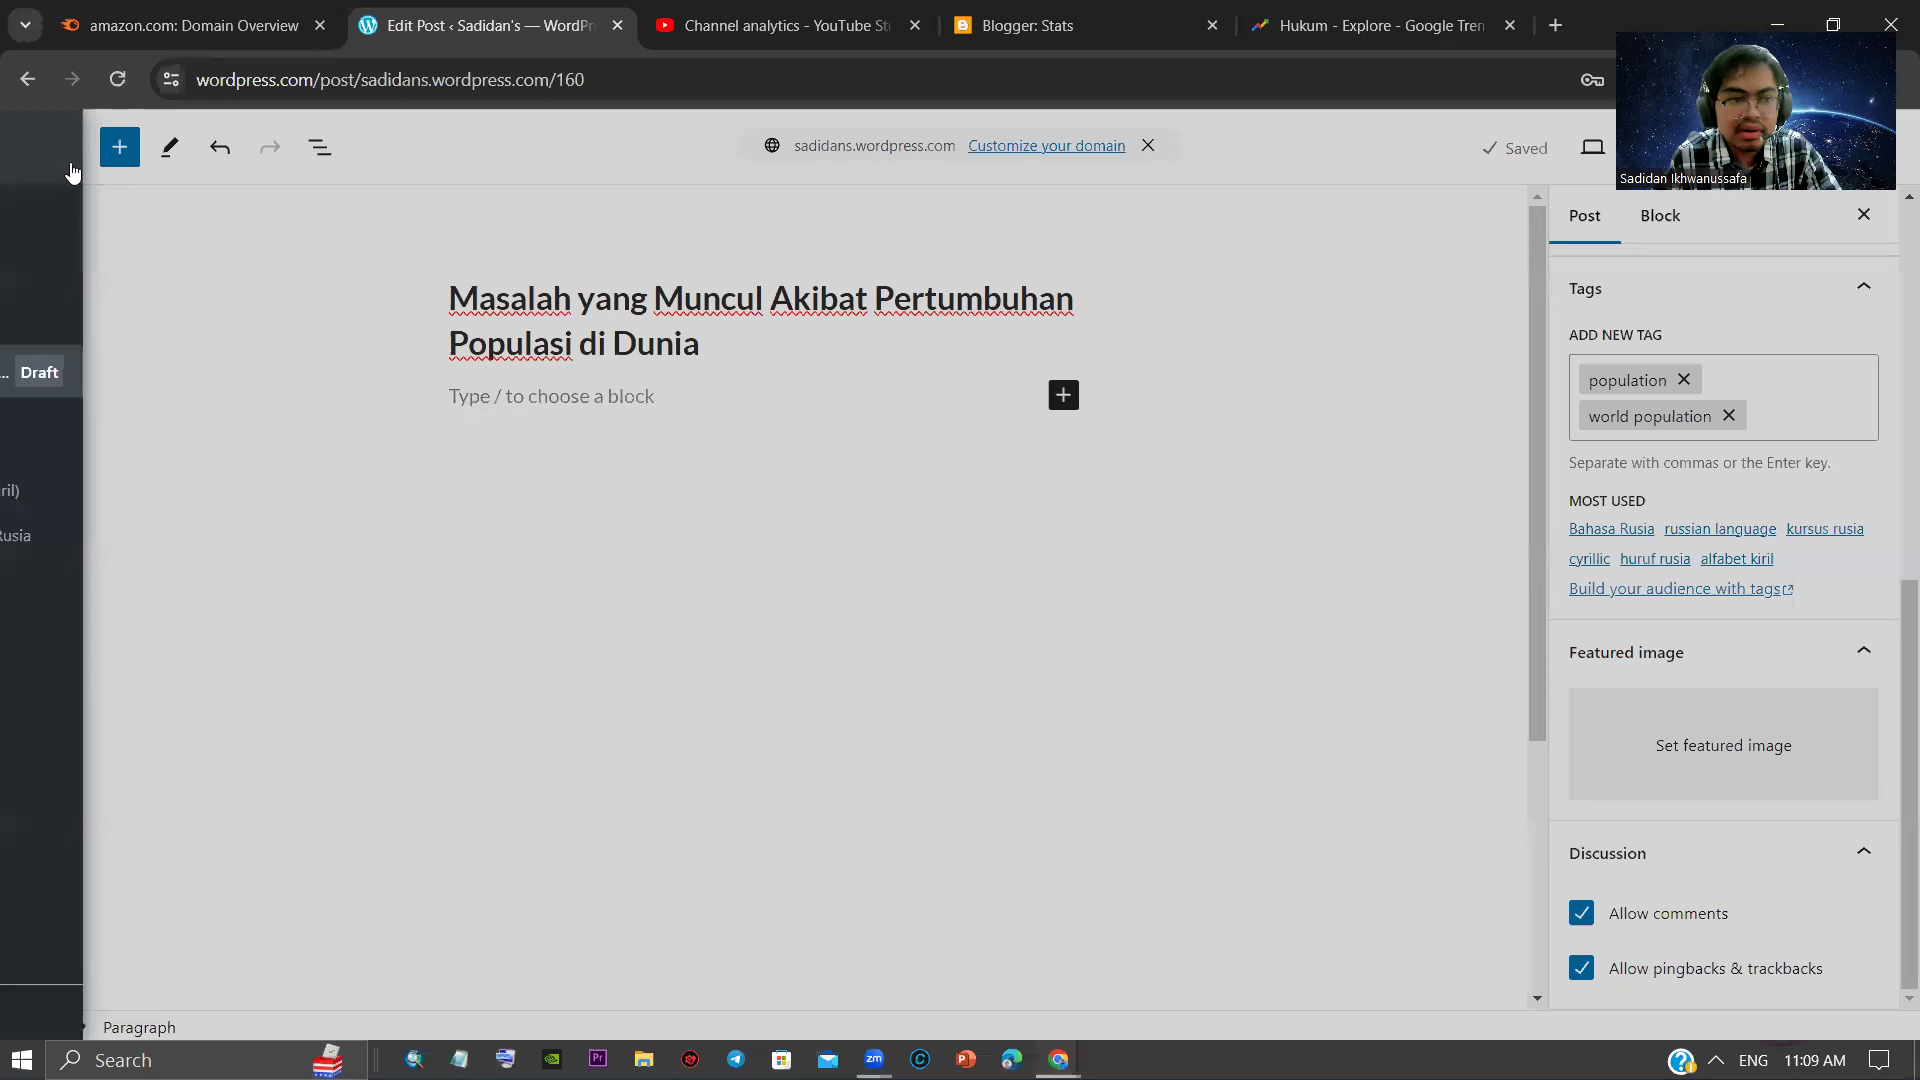 amazon.com: Domain Overview
Edit Post ‹ Sadidan's — WordPr
Channel analytics - YouTube St
Blogger: Stats
Hukum - Explore - Google Tren
wordpress.com/post/sadidans.wordpress.com/160
Sadidan Ikhwanussafa
sadidans.wordpress.com Customize your domain
Saved
Post Block
... Draft
ril)
Rusia
Masalah yang Muncul Akibat Pertumbuhan
Populasi di Dunia
Type / to choose a block
Tags
ADD NEW TAG
population
world population
Separate with commas or the Enter key.
MOST USED
Bahasa Rusia russian language kursus rusia
cyrillic huruf rusia alfabet kiril
Build your audience with tags
Featured image
Set featured image
Discussion
Allow comments
Allow pingbacks & trackbacks
Paragraph
Search
Pr
zm
ENG 11:09 AM